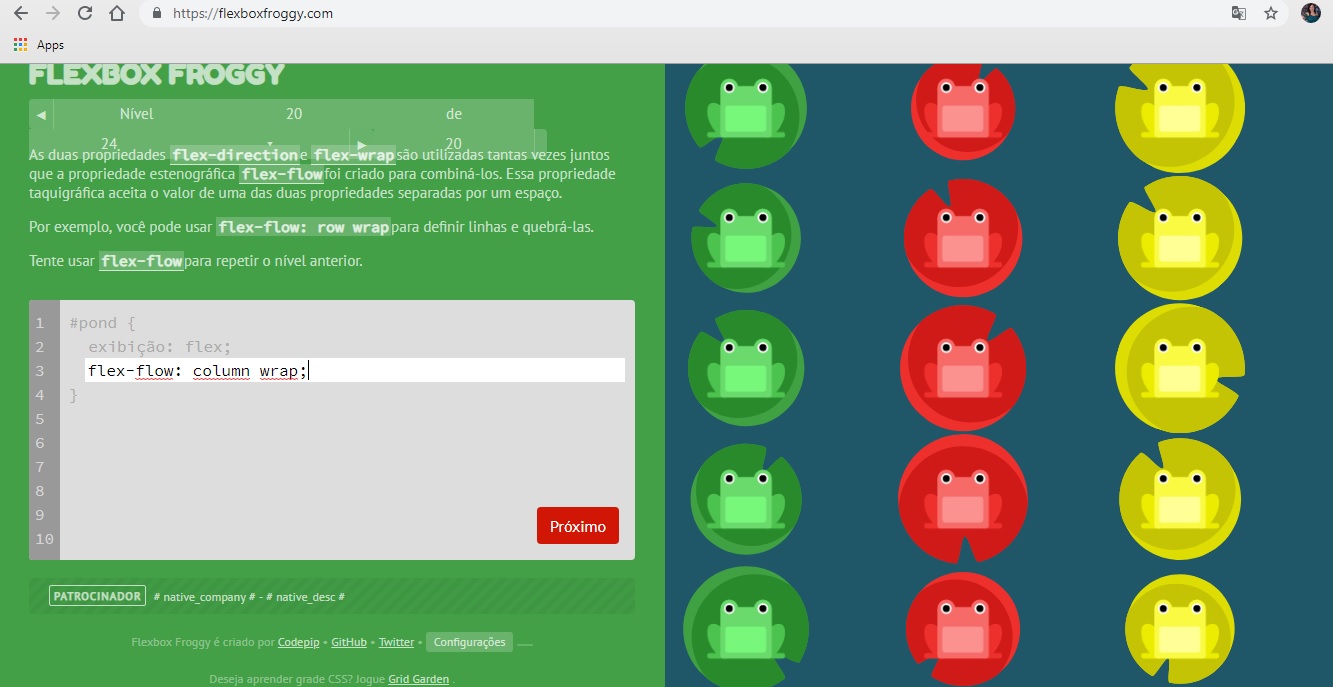 https://flexboxfroggy.com
Apps
FLEXBOX FROGGY
◀ Nível 20 de
24 ▾ ▶ 20
As duas propriedades flex-direction e flex-wrap são utilizadas tantas vezes juntos
que a propriedade estenográfica flex-flow foi criado para combiná-los. Essa propriedade
taquigráfica aceita o valor de uma das duas propriedades separadas por um espaço.
Por exemplo, você pode usar flex-flow: row wrap para definir linhas e quebrá-las.
Tente usar flex-flow para repetir o nível anterior.
1 #pond {
2 exibição: flex;
3 flex-flow: column wrap;
4 }
5
6
7
8
9
10
Próximo
PATROCINADOR # native_company # - # native_desc #
Flexbox Froggy é criado por Codepip • GitHub • Twitter • Configurações
Deseja aprender grade CSS? Jogue Grid Garden .